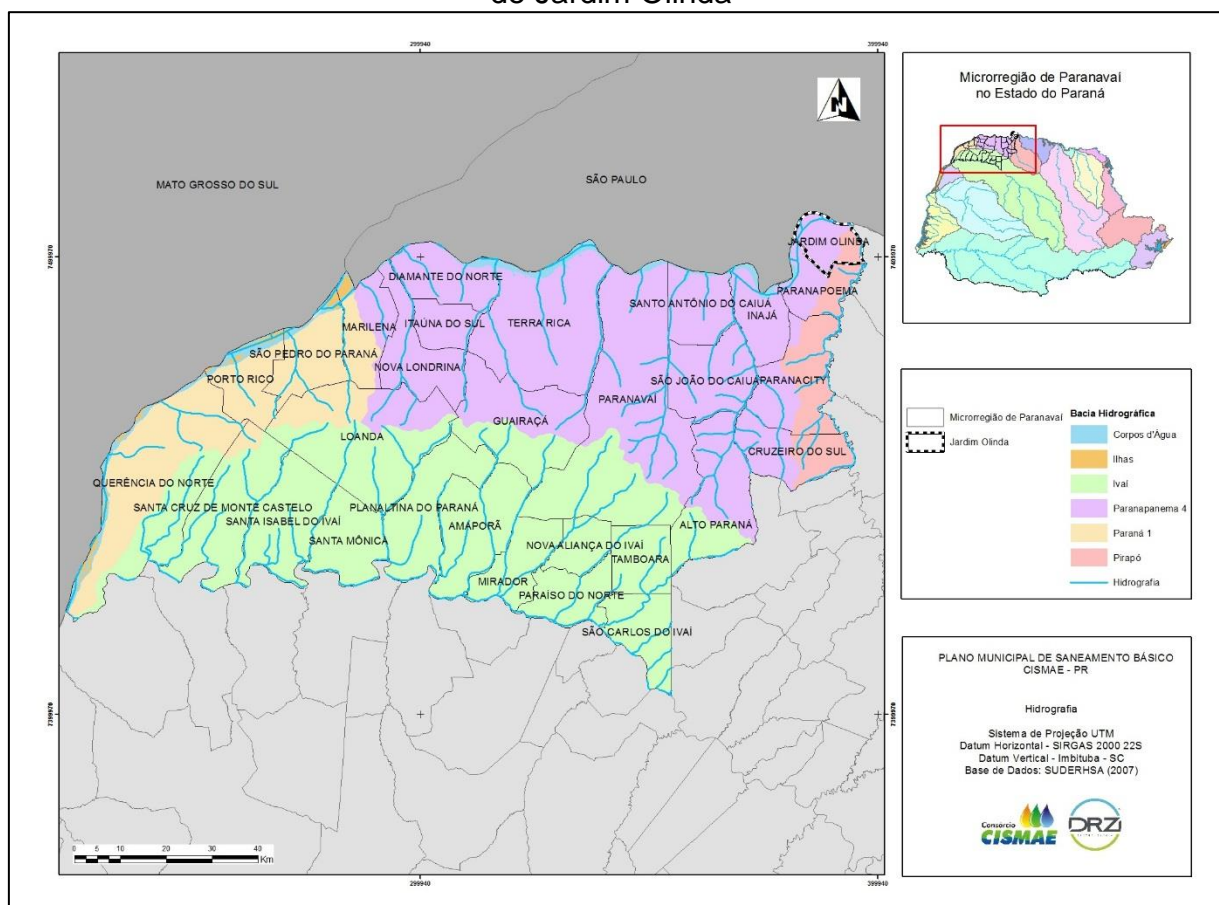 de Jardim Olinda
299940
399940
7499970
7499970
2399970
2399970
299940
399940
N
MATO GROSSO DO SUL
SÃO PAULO
JARDIM OLINDA
DIAMANTE DO NORTE
PARANAPOEMA
SANTO ANTÔNIO DO CAIUÁ
INAJÁ
MARILENA
ITAÚNA DO SUL
TERRA RICA
SÃO PEDRO DO PARANÁ
NOVA LONDRINA
PORTO RICO
SÃO JOÃO DO CAIUÁ
PARANACITY
PARANAVAÍ
GUAIRAÇÁ
LOANDA
CRUZEIRO DO SUL
QUERÊNCIA DO NORTE
SANTA CRUZ DE MONTE CASTELO
PLANALTINA DO PARANÁ
SANTA ISABEL DO IVAÍ
AMAPORÃ
ALTO PARANÁ
SANTA MÔNICA
NOVA ALIANÇA DO IVAÍ
TAMBOARA
MIRADOR
PARAÍSO DO NORTE
SÃO CARLOS DO IVAÍ
0 5 10 20 30 40
Km
Microrregião de Paranavaí
no Estado do Paraná
Microrregião de Paranavaí
Jardim Olinda
Bacia Hidrográfica
Corpos d'Água
Ilhas
Ivaí
Paranapanema 4
Paraná 1
Pirapó
Hidrografia
PLANO MUNICIPAL DE SANEAMENTO BÁSICO
CISMAE - PR
Hidrografia
Sistema de Projeção UTM
Datum Horizontal - SIRGAS 2000 22S
Datum Vertical - Imbituba - SC
Base de Dados: SUDERHSA (2007)
Consórcio
CISMAE
DRZ